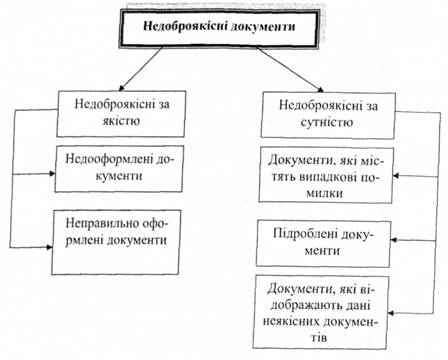 Недоброякісні документи
Недоброякісні за
якістю
Недооформлені до-
кументи
Неправильно офо-
рмлені документи
Недоброякісні за
сутністю
Документи, які міс-
тять випадкові по-
милки
Підроблені доку-
менти
Документи, які ві-
дображають дані
неякісних докумен-
тів